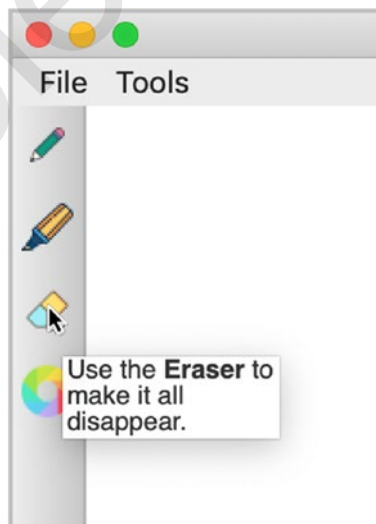 File Tools
Use the Eraser to
make it all
disappear.